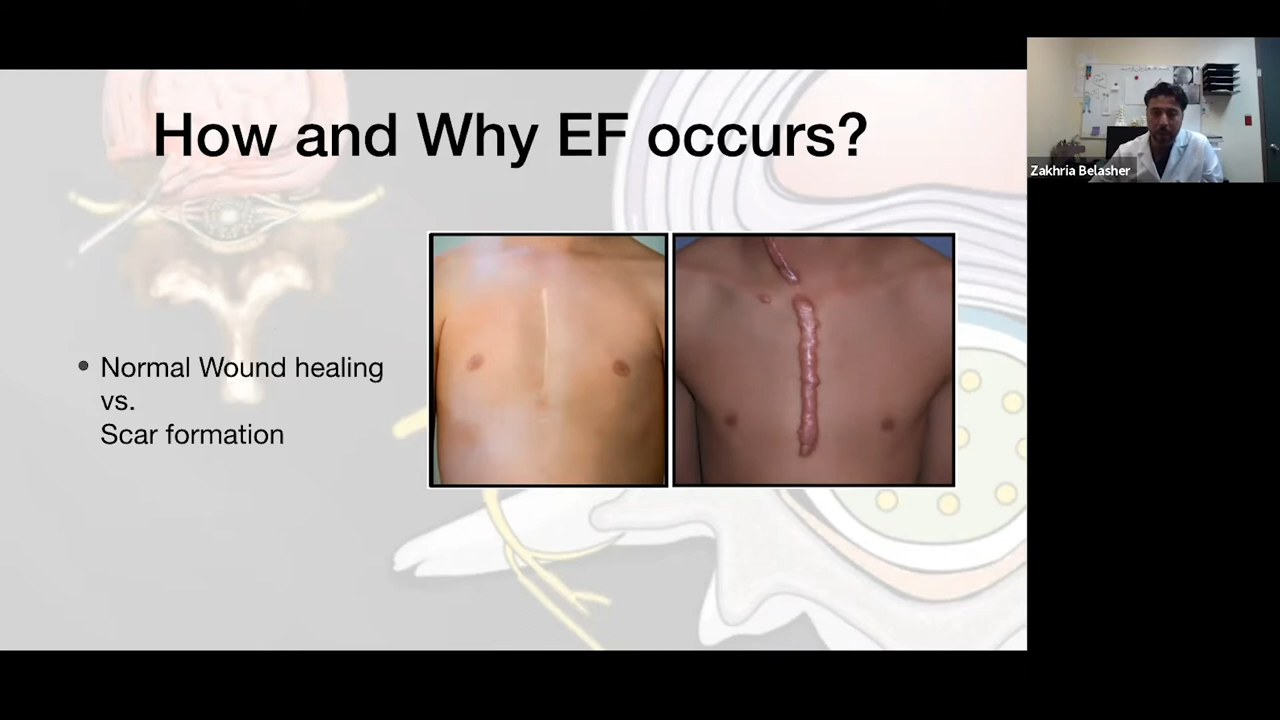 How and Why EF occurs?
Zakhria Belasher
• Normal Wound healing
vs.
Scar formation